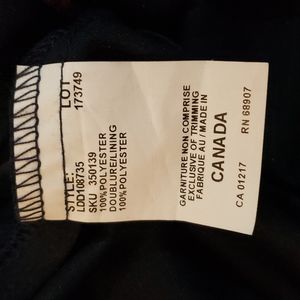 STYLE: LOT
LDD108735 173749
SKU 350139
100%POLYESTER
DOUBLURE/LINING
100%POLYESTER
GARNITURE NON COMPRISE
EXCLUSIVE OF TRIMMING
FABRIQUE AU / MADE IN
CANADA
CA 01217 RN 68907